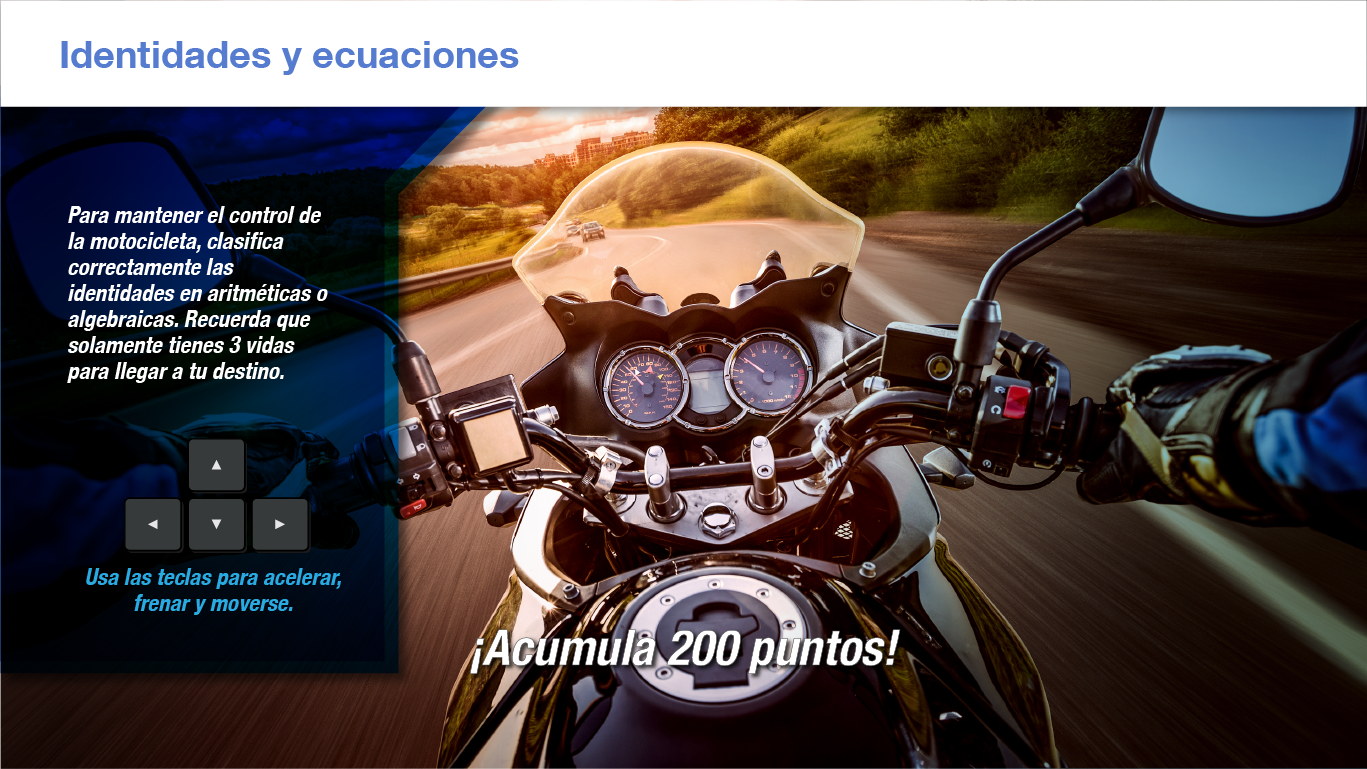 Identidades y ecuaciones
Para mantener el control de
la motocicleta, clasifica
correctamente las
identidades en aritméticas o
algebraicas. Recuerda que
solamente tienes 3 vidas
para llegar a tu destino.
Usa las teclas para acelerar,
frenar y moverse.
¡Acumula 200 puntos!